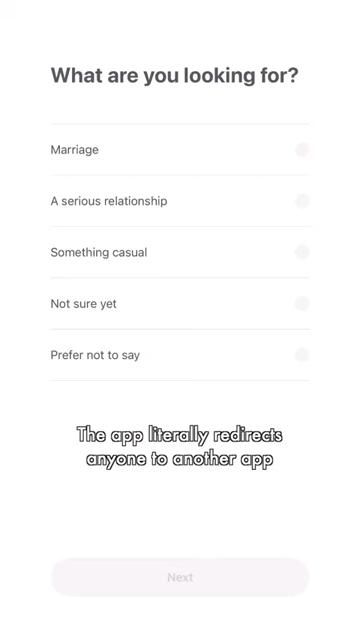 What are you looking for?
Marriage
A serious relationship
Something casual
Not sure yet
Prefer not to say
The app literally redirects
anyone to another app
Next